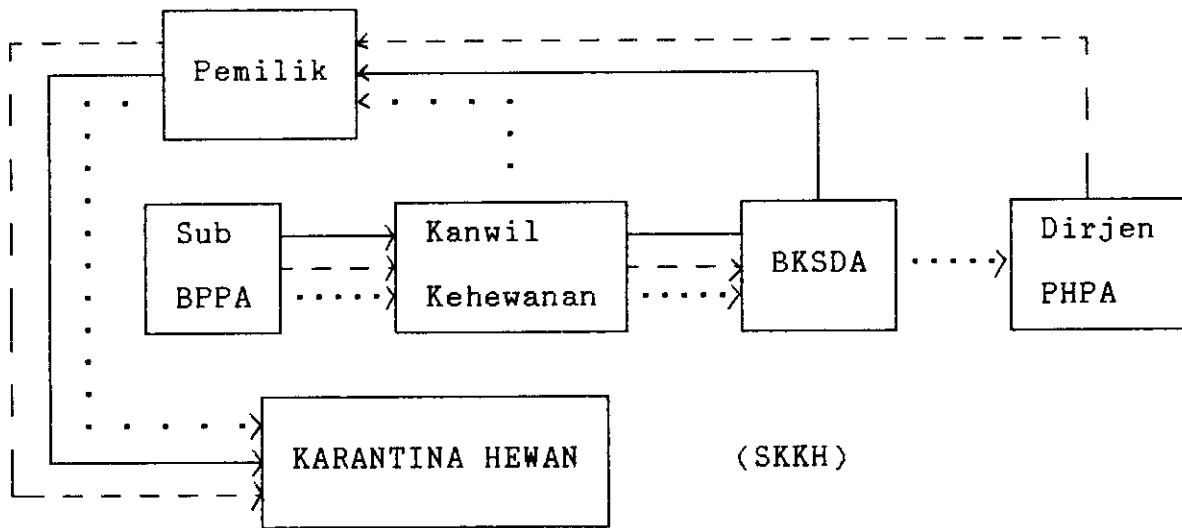 Pemilik
Sub
BPPA
Kanwil
Kehewanan
BKSDA
Dirjen
PHPA
KARANTINA HEWAN
(SKKH)